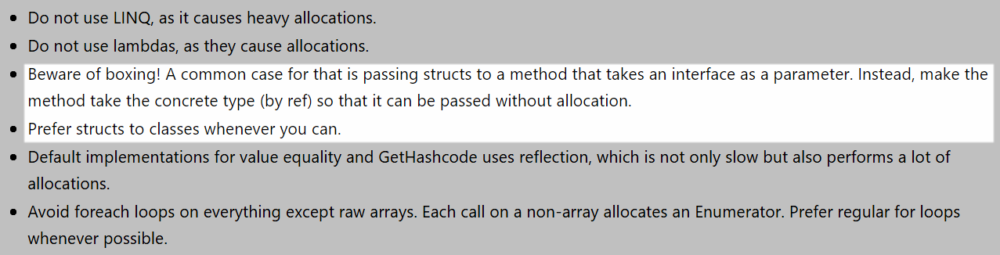 Do not use LINQ, as it causes heavy allocations.
Do not use lambdas, as they cause allocations.
Beware of boxing! A common case for that is passing structs to a method that takes an interface as a parameter. Instead, make the
method take the concrete type (by ref) so that it can be passed without allocation.
Prefer structs to classes whenever you can.
Default implementations for value equality and GetHashcode uses reflection, which is not only slow but also performs a lot of
allocations.
Avoid foreach loops on everything except raw arrays. Each call on a non-array allocates an Enumerator. Prefer regular for loops
whenever possible.